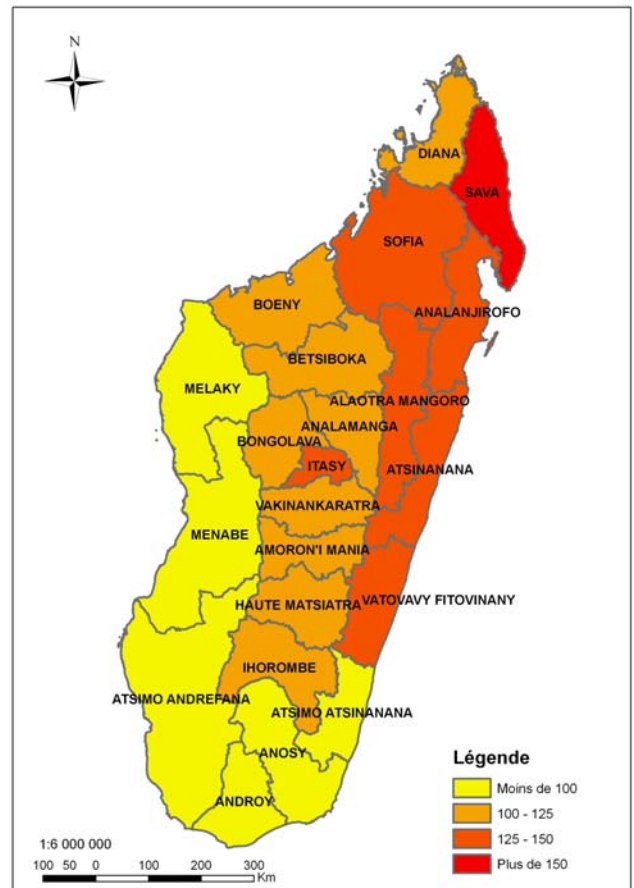 N
DIANA
SAVA
SOFIA
ANALANJIROFO
BOENY
BETSIBOKA
MELAKY
ALAOTRA MANGORO
ANALAMANGA
BONGOLAVA
ITASY
ATSINANANA
VAKINANKARATRA
MENABE
AMORON'I MANIA
HAUTE MATSIATRA
VATOVAVY FITOVINANY
IHOROMBE
ATSIMO ANDREFANA
ATSIMO ATSINANANA
ANOSY
ANDROY
Légende
Moins de 100
100 - 125
125 - 150
Plus de 150
1:6 000 000
100 50 0 100 200 300
Km